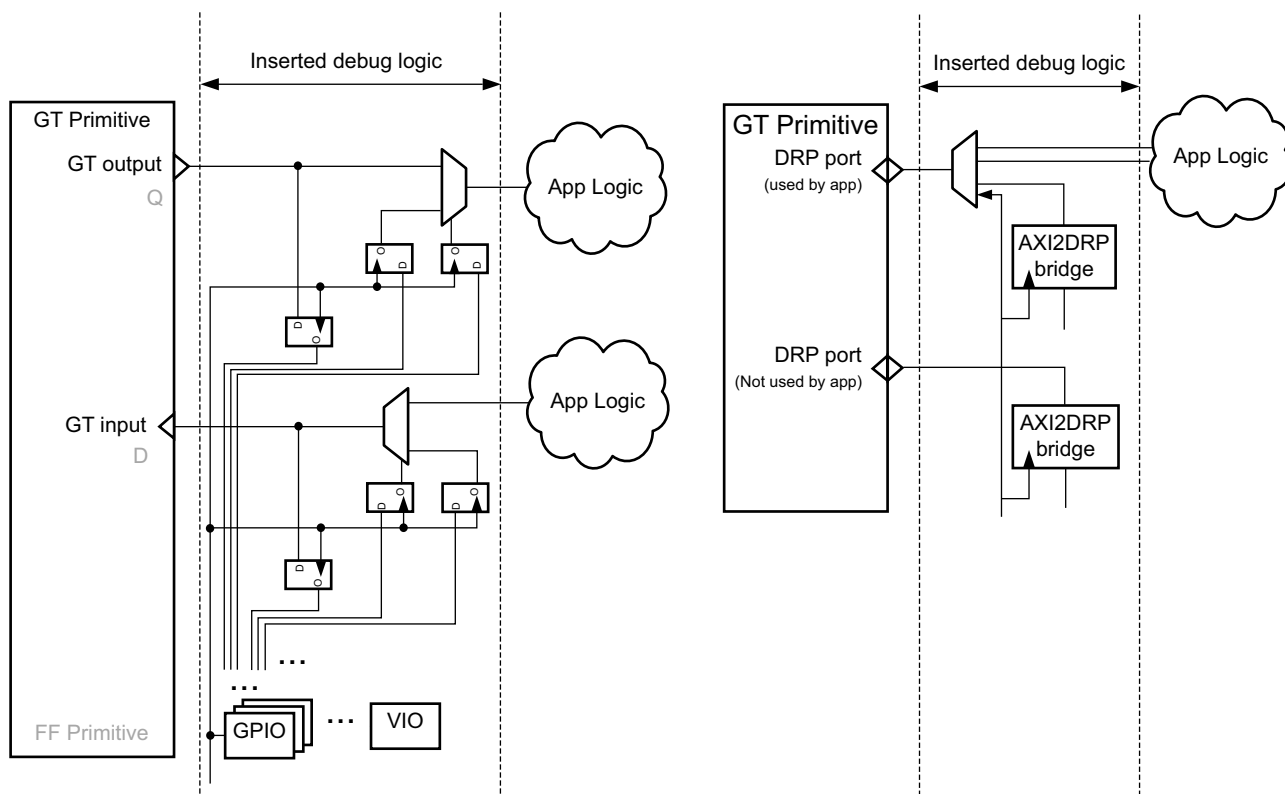 Inserted debug logic
GT Primitive
GT output
Q
App Logic
O
D
O
D
D
O
GT input
D
App Logic
D
O
D
O
D
O
...
...
FF Primitive
GPIO
...
VIO
Inserted debug logic
GT Primitive
DRP port
(used by app)
App Logic
AXI2DRP
bridge
DRP port
(Not used by app)
AXI2DRP
bridge